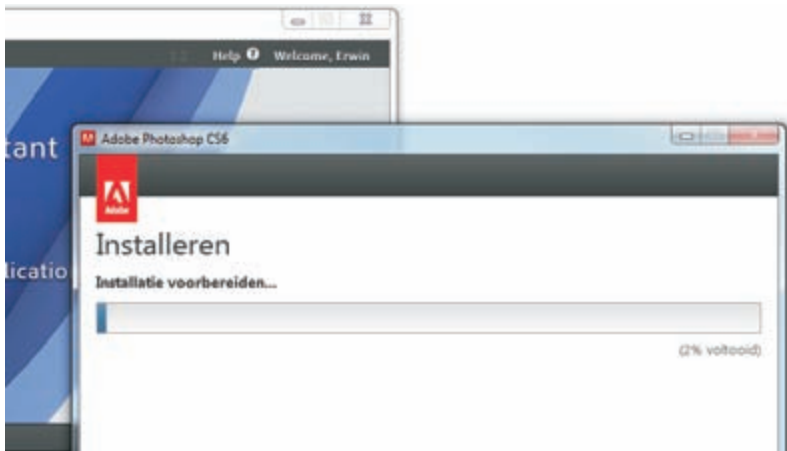 Help ? Welcome, Erwin
tant
Adobe Photoshop CS6
Adobe
Installeren
licatio
Installatie voorbereiden...
(2% voltooid)